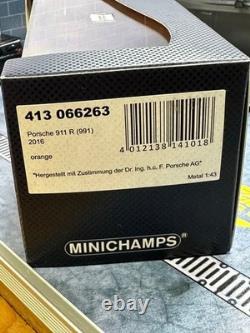 413 066263
Porsche 911 R (991)
2016
orange
4 012138 141018
"Hergestellt mit Zustimmung der Dr. Ing. h.c. F. Porsche AG"
Metal 1:43
MINICHAMPS